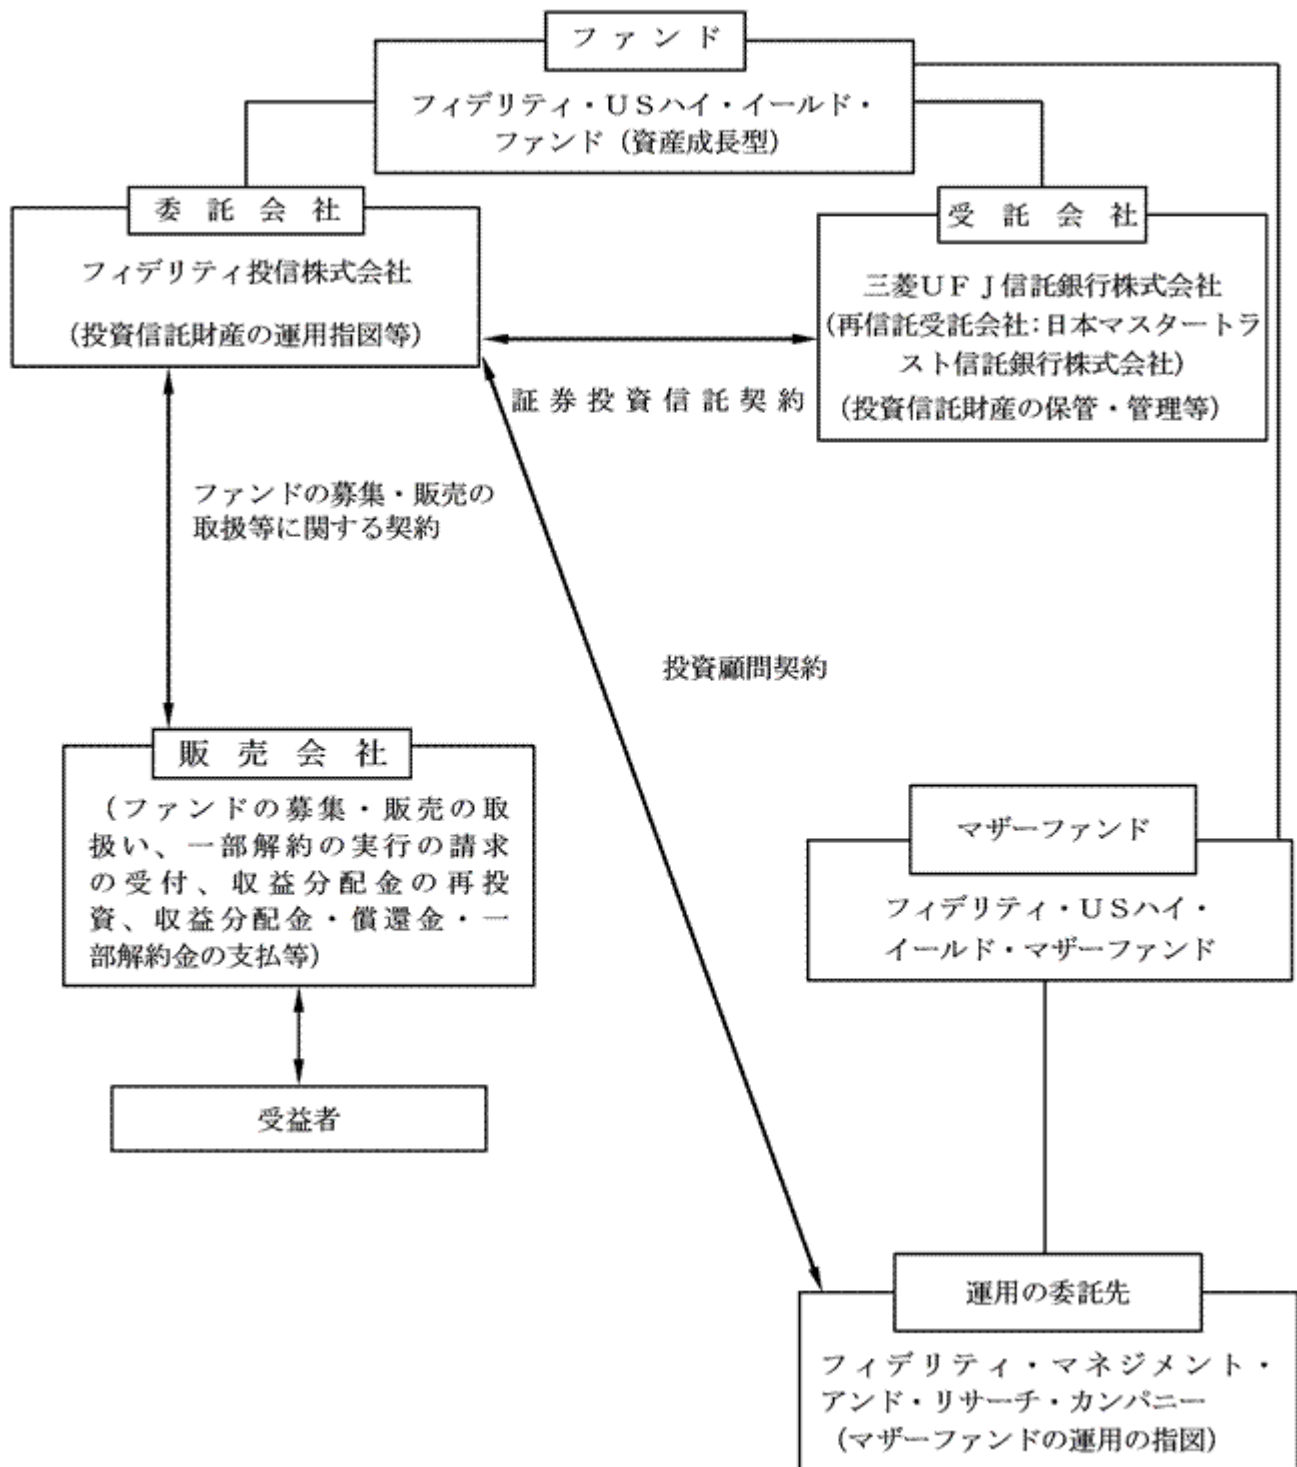 ファンド
フィデリティ・USハイ・イールド・
ファンド(資産成長型)
委託会社
フィデリティ投信株式会社
(投資信託財産の運用指図等)
受託会社
三菱UFJ信託銀行株式会社
(再信託受託会社:日本マスタートラ
スト信託銀行株式会社)
(投資信託財産の保管・管理等)
証券投資信託契約
ファンドの募集・販売の
取扱等に関する契約
投資顧問契約
販売会社
(ファンドの募集・販売の取
扱い、一部解約の実行の請求
の受付、収益分配金の再投
資、収益分配金・償還金・一
部解約金の支払等)
マザーファンド
フィデリティ・USハイ・
イールド・マザーファンド
受益者
運用の委託先
フィデリティ・マネジメント・
アンド・リサーチ・カンパニー
(マザーファンドの運用の指図)